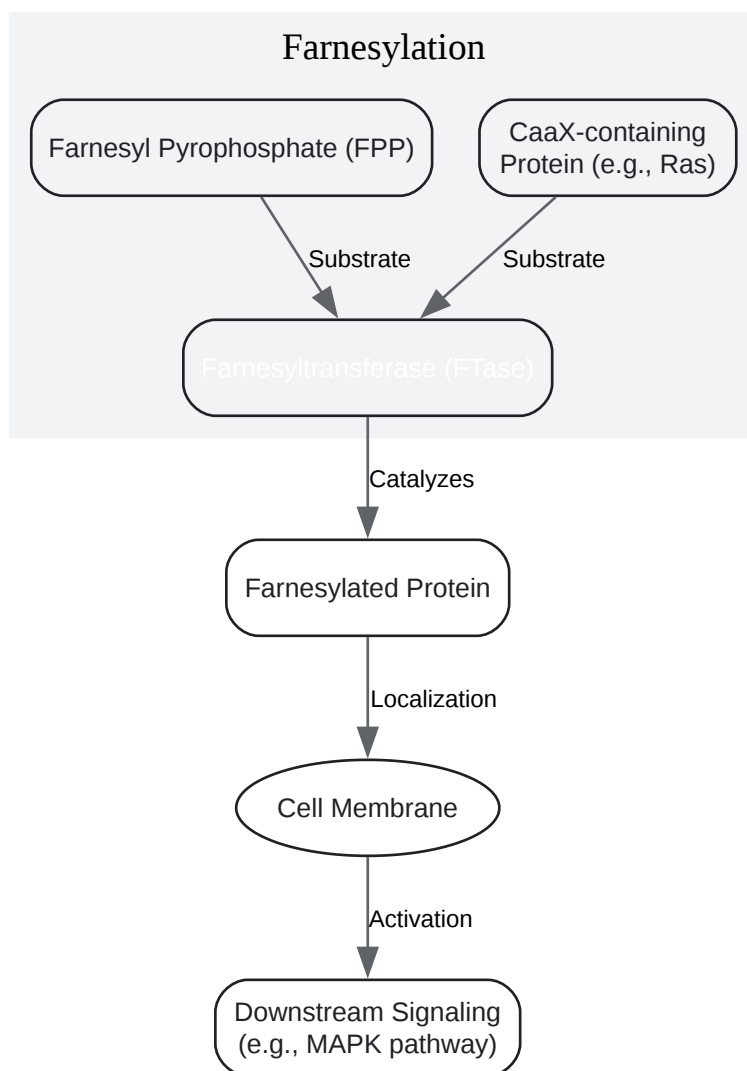 Farnesylation
Farnesyl Pyrophosphate (FPP)
CaaX-containing
Protein (e.g., Ras)
Substrate
Substrate
Farnesyltransferase (FTase)
Catalyzes
Farnesylated Protein
Localization
Cell Membrane
Activation
Downstream Signaling
(e.g., MAPK pathway)